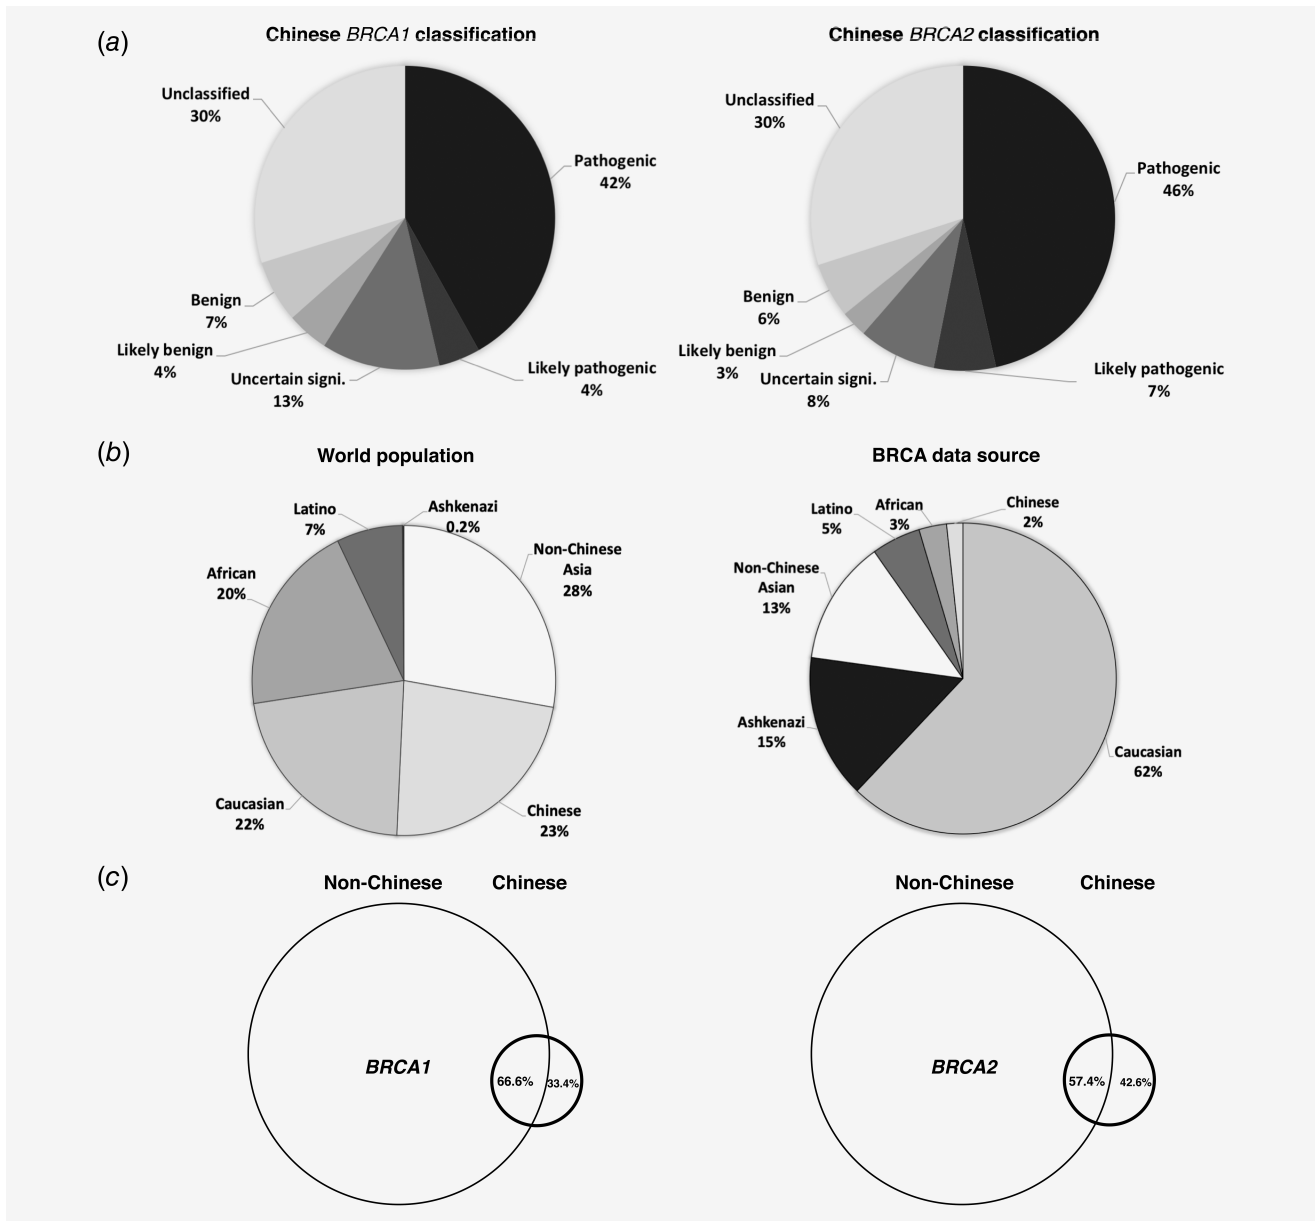 (a)
Chinese BRCA1 classification
Unclassified
30%
Pathogenic
42%
Benign
7%
Likely benign
4%
Uncertain signi.
13%
Likely pathogenic
4%
Chinese BRCA2 classification
Unclassified
30%
Pathogenic
46%
Benign
6%
Likely benign
3%
Uncertain signi.
8%
Likely pathogenic
7%
(b)
World population
Latino
7%
Ashkenazi
0.2%
Non-Chinese
Asia
28%
African
20%
Caucasian
22%
Chinese
23%
BRCA data source
Latino
5%
African
3%
Chinese
2%
Non-Chinese
Asian
13%
Ashkenazi
15%
Caucasian
62%
(c)
Non-Chinese Chinese
BRCA1
66.6% 33.4%
Non-Chinese Chinese
BRCA2
57.4% 42.6%